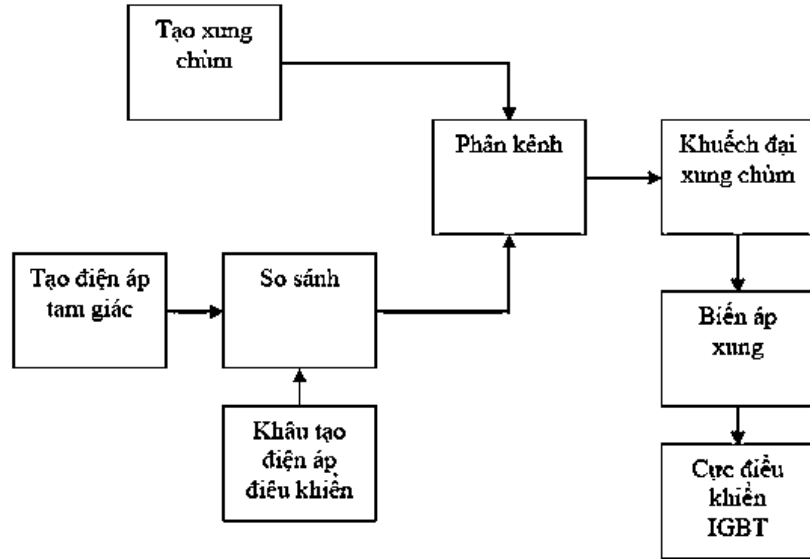 Tạo xung
chùm
Phân kênh
Khuếch đại
xung chùm
Tạo điện áp
tam giác
So sánh
Biến áp
xung
Khâu tạo
điện áp
điều khiển
Cực điều
khiển
IGBT